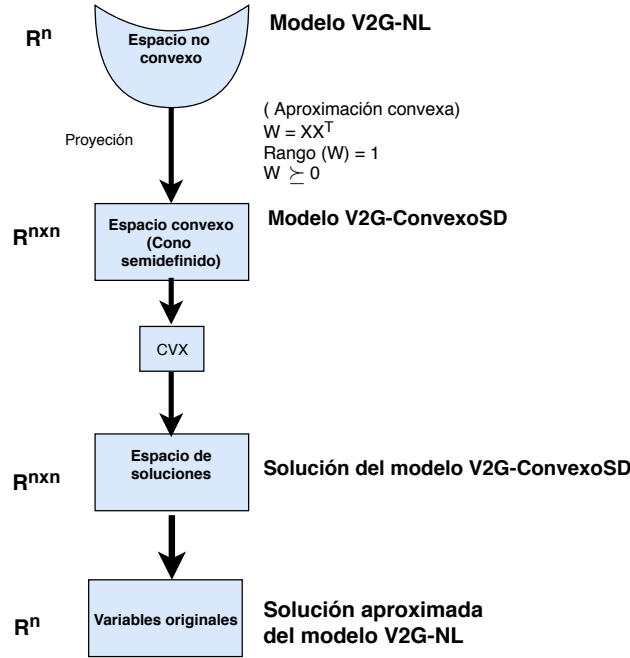 Modelo V2G-NL
Rⁿ
Espacio no
convexo
Proyeción
( Aproximación convexa)
W = XXᵀ
Rango (W) = 1
W ⪰ 0
Modelo V2G-ConvexoSD
Rⁿˣⁿ
Espacio convexo
(Cono
semidefinido)
CVX
Rⁿˣⁿ
Espacio de
soluciones
Solución del modelo V2G-ConvexoSD
Rⁿ
Variables originales
Solución aproximada
del modelo V2G-NL